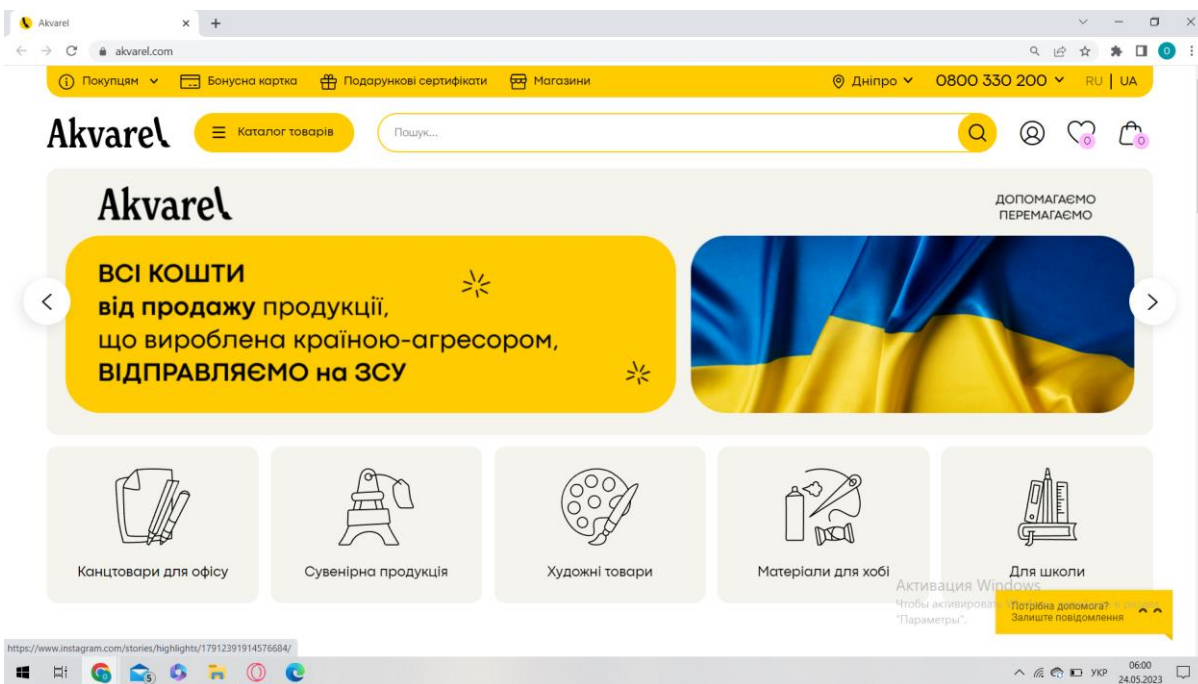 Akvarel
akvarel.com
Покупцям
Бонусна картка
Подарункові сертифікати
Магазини
Дніпро
0800 330 200
RU | UA
Akvarel
Каталог товарів
Пошук...
0
0
Akvarel
ДОПОМАГАЄМО
ПЕРЕМАГАЄМО
ВСІ КОШТИ
від продажу продукції,
що вироблена країною-агресором,
ВІДПРАВЛЯЄМО на ЗСУ
Канцтовари для офісу
Сувенірна продукція
Художні товари
Матеріали для хобі
Для школи
Активация Windows
Чтобы активировать
"Параметры".
Потрібна допомога?
Залиште повідомлення
https://www.instagram.com/stories/highlights/17912391914576684/
5
УКР
06:00
24.05.2023